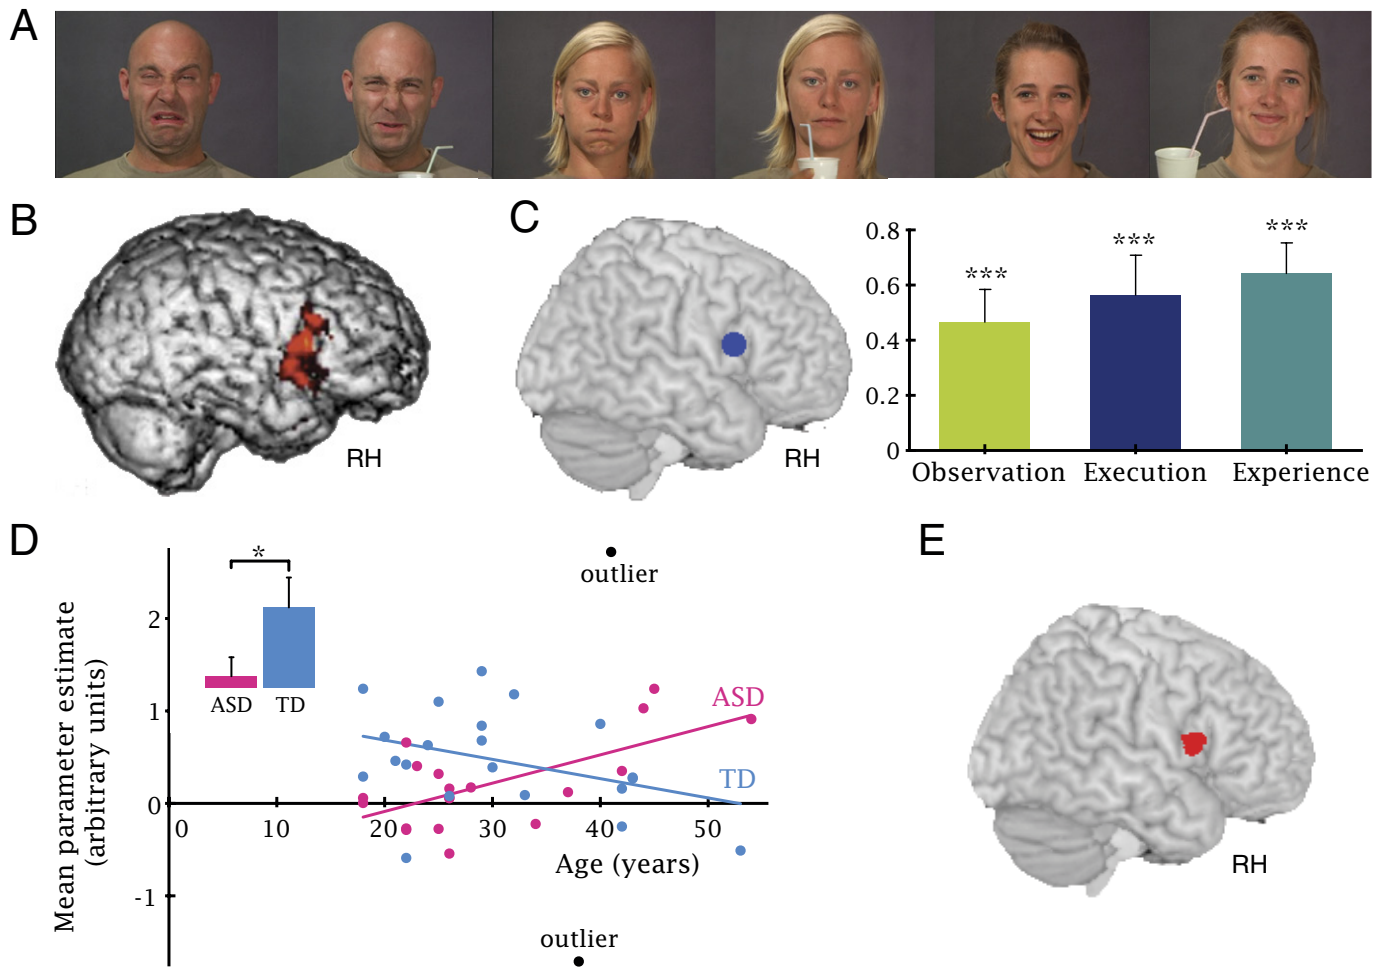 A
B
RH
C
RH
0.8
0.6
0.4
0.2
0
***
***
***
Observation
Execution
Experience
D
Mean parameter estimate
(arbitrary units)
2
1
0
-1
*
ASD
TD
outlier
ASD
TD
0
10
20
30
40
50
Age (years)
outlier
E
RH